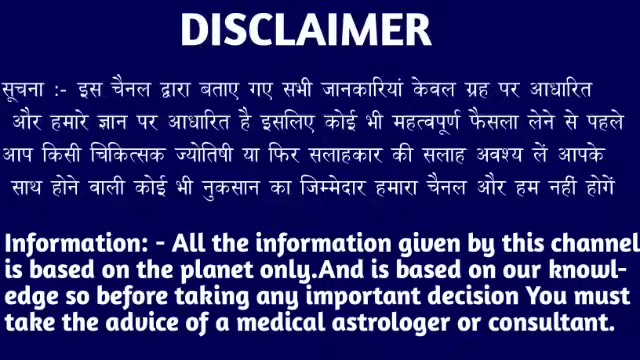 DISCLAIMER
सूचना :- इस चैनल द्वारा बताए गए सभी जानकारियां केवल ग्रह पर आधारित
और हमारे ज्ञान पर आधारित है इसलिए कोई भी महत्वपूर्ण फैसला लेने से पहले
आप किसी चिकित्सक ज्योतिषी या फिर सलाहकार की सलाह अवश्य लें आपके
साथ होने वाली कोई भी नुकसान का जिम्मेदार हमारा चैनल और हम नहीं होगें
Information: - All the information given by this channel
is based on the planet only.And is based on our knowl-
edge so before taking any important decision You must
take the advice of a medical astrologer or consultant.